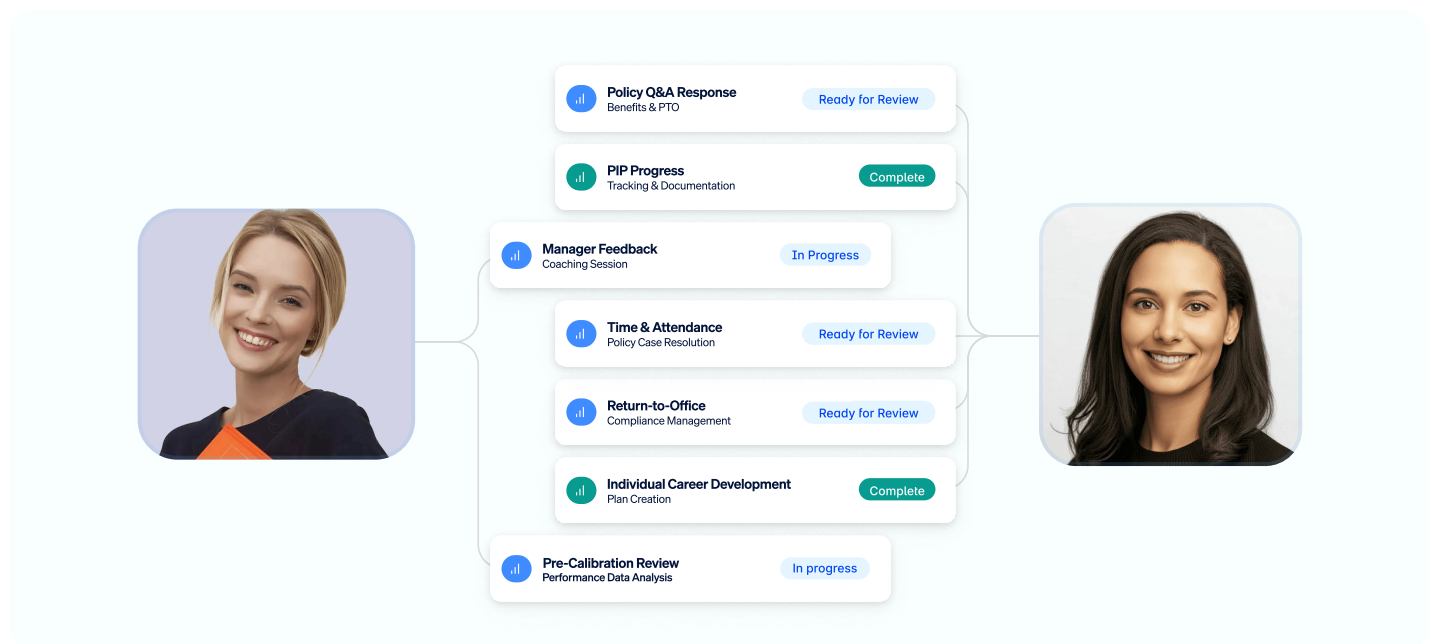 Policy Q&A Response
Benefits & PTO
Ready for Review
PIP Progress
Tracking & Documentation
Complete
Manager Feedback
Coaching Session
In Progress
Time & Attendance
Policy Case Resolution
Ready for Review
Return-to-Office
Compliance Management
Ready for Review
Individual Career Development
Plan Creation
Complete
Pre-Calibration Review
Performance Data Analysis
In progress